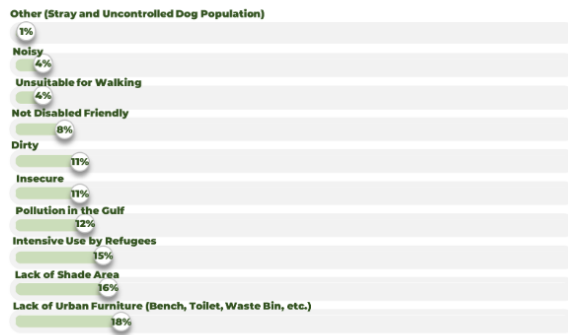 Other (Stray and Uncontrolled Dog Population)
1%
Noisy
4%
Unsuitable for Walking
4%
Not Disabled Friendly
8%
Dirty
11%
Insecure
11%
Pollution in the Gulf
12%
Intensive Use by Refugees
15%
Lack of Shade Area
16%
Lack of Urban Furniture (Bench, Toilet, Waste Bin, etc.)
18%